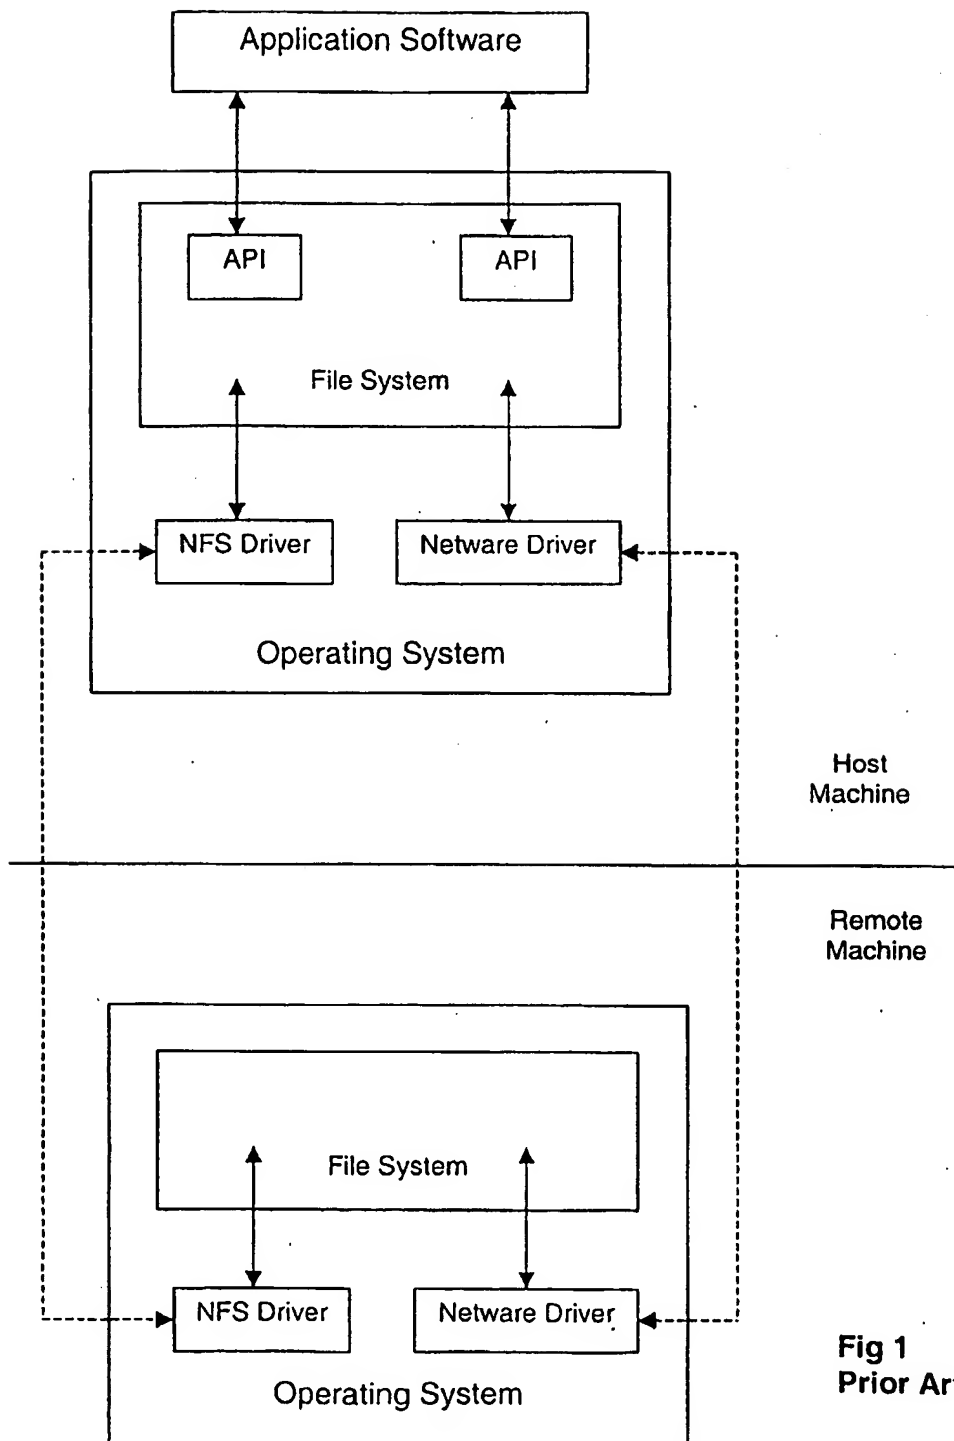 Application Software
API
API
File System
NFS Driver
Netware Driver
Operating System
Host
Machine
Remote
Machine
File System
NFS Driver
Netware Driver
Operating System
Fig 1
Prior